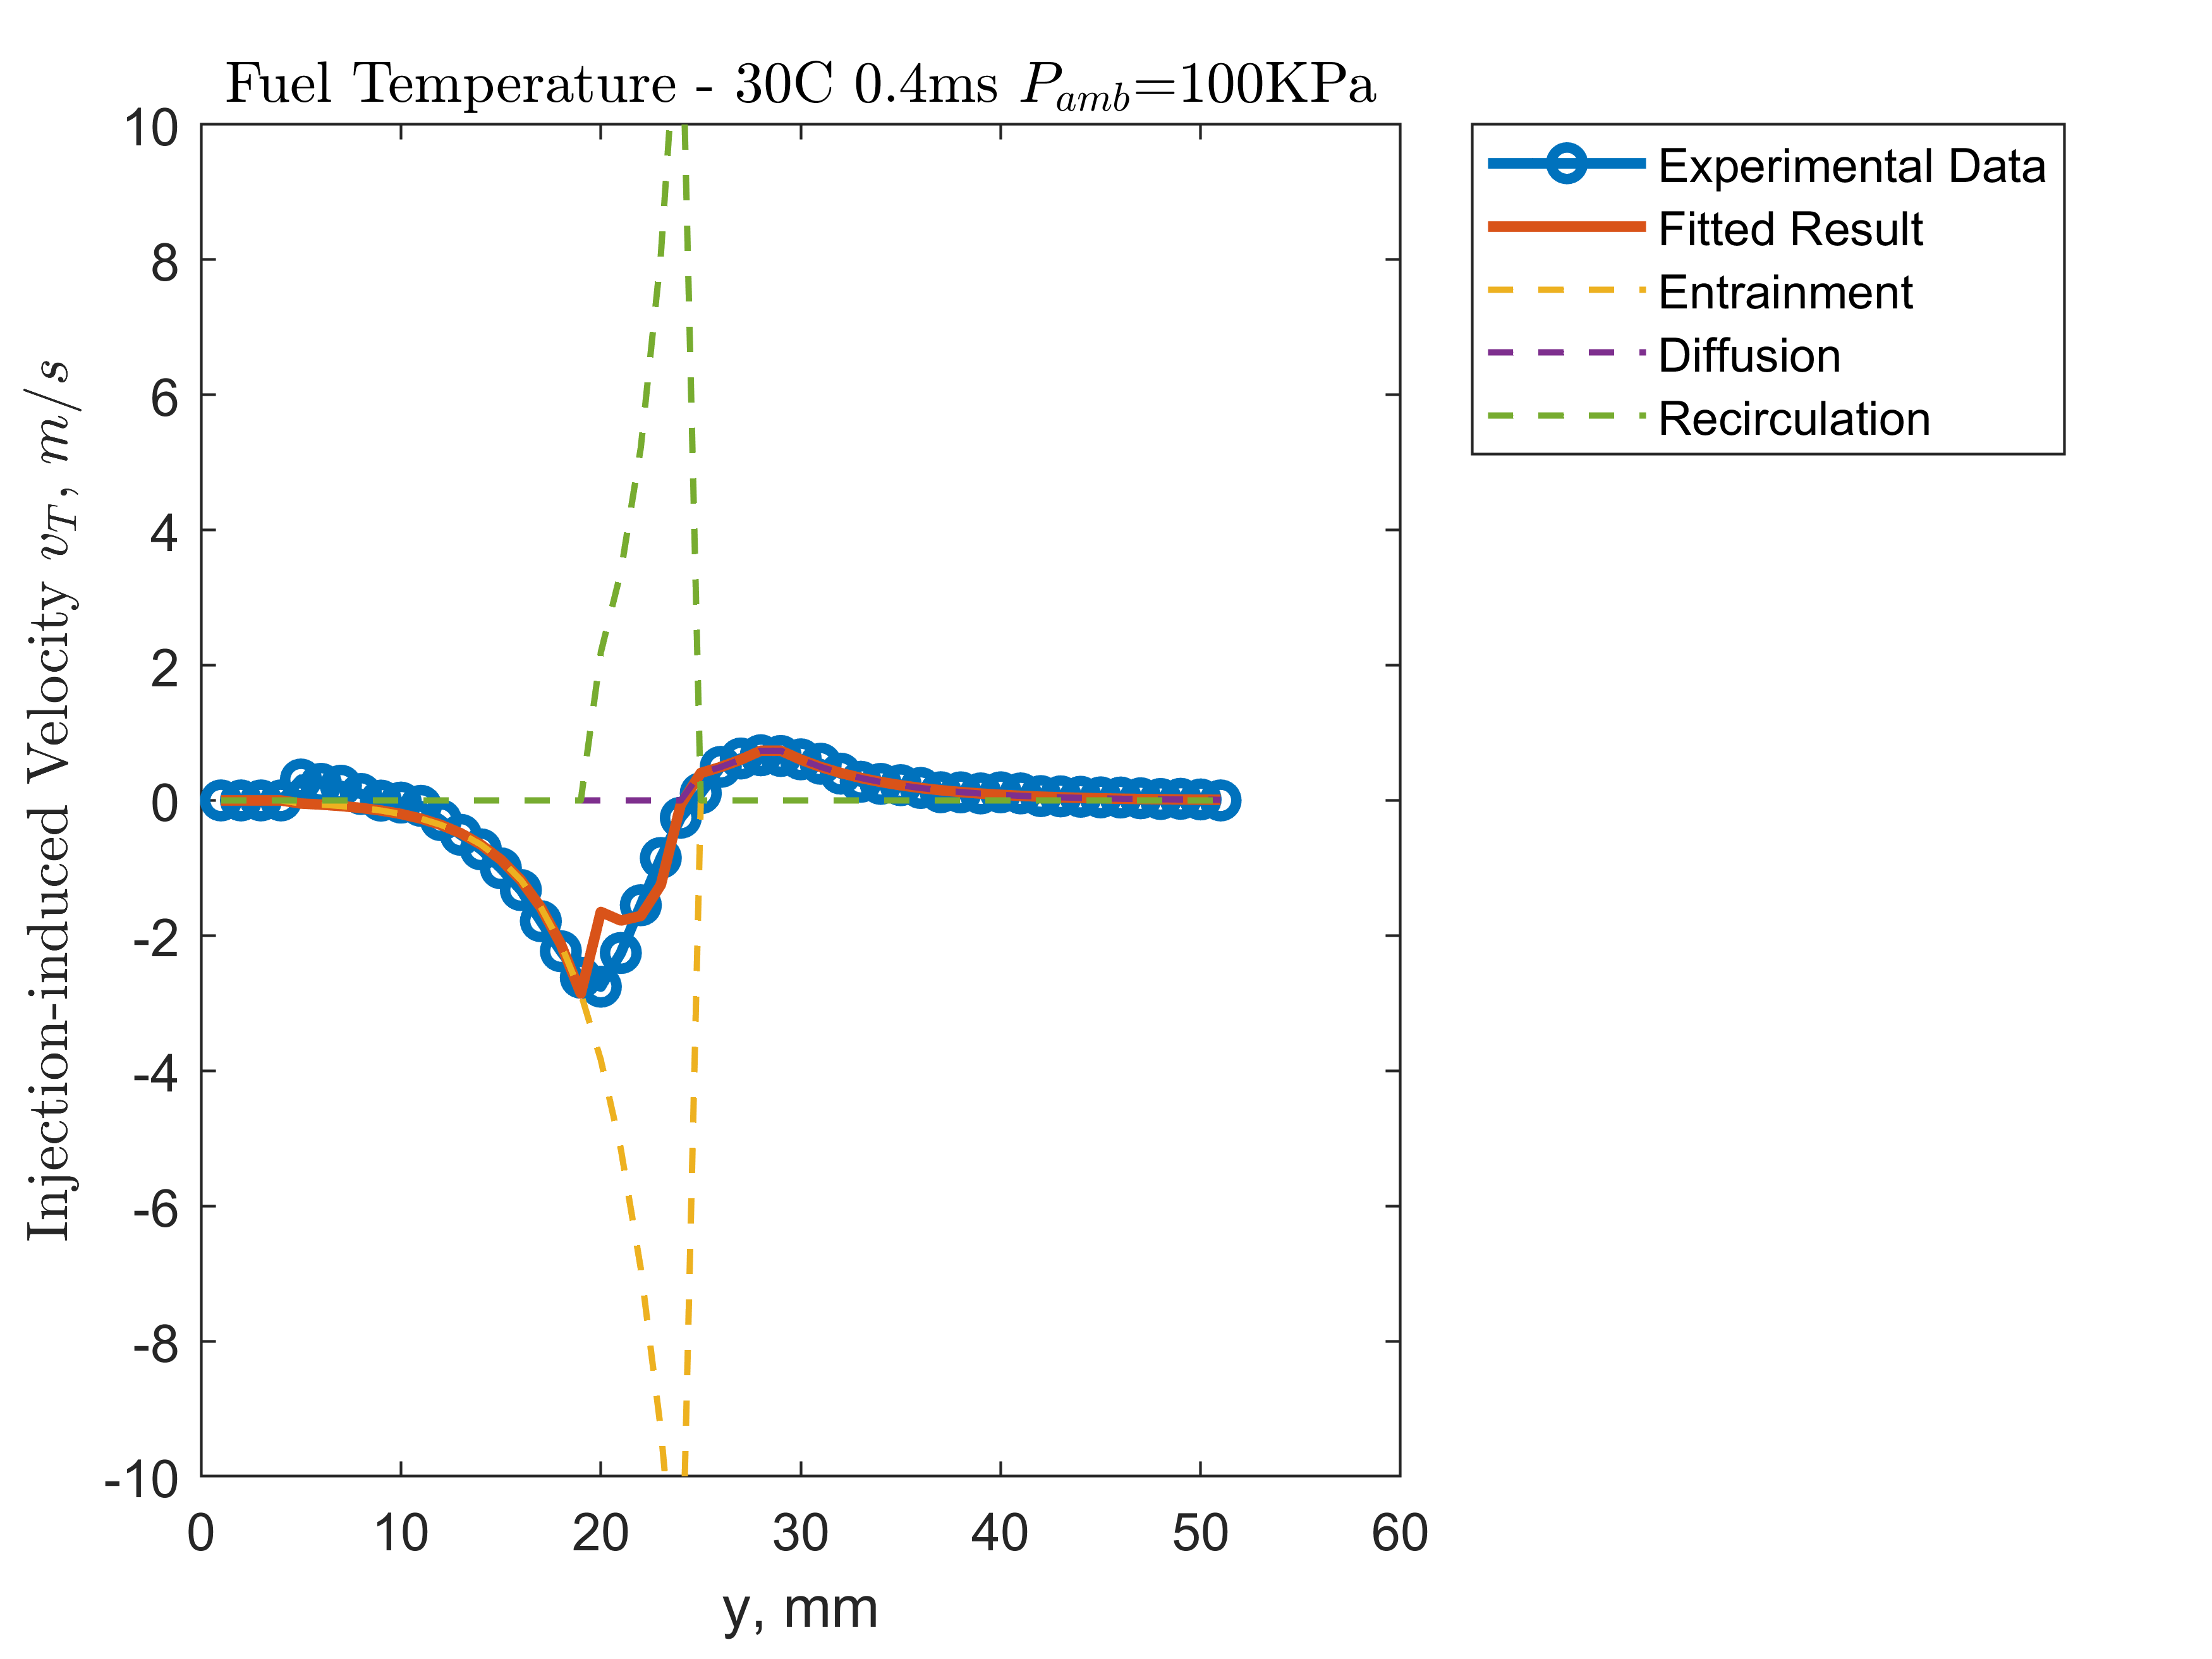 Fuel Temperature - 30C 0.4ms P_amb=100KPa
10
8
6
4
2
0
-2
-4
-6
-8
-10
Injection-induced Velocity v_T, m/s
0 10 20 30 40 50 60
y, mm
Experimental Data
Fitted Result
Entrainment
Diffusion
Recirculation